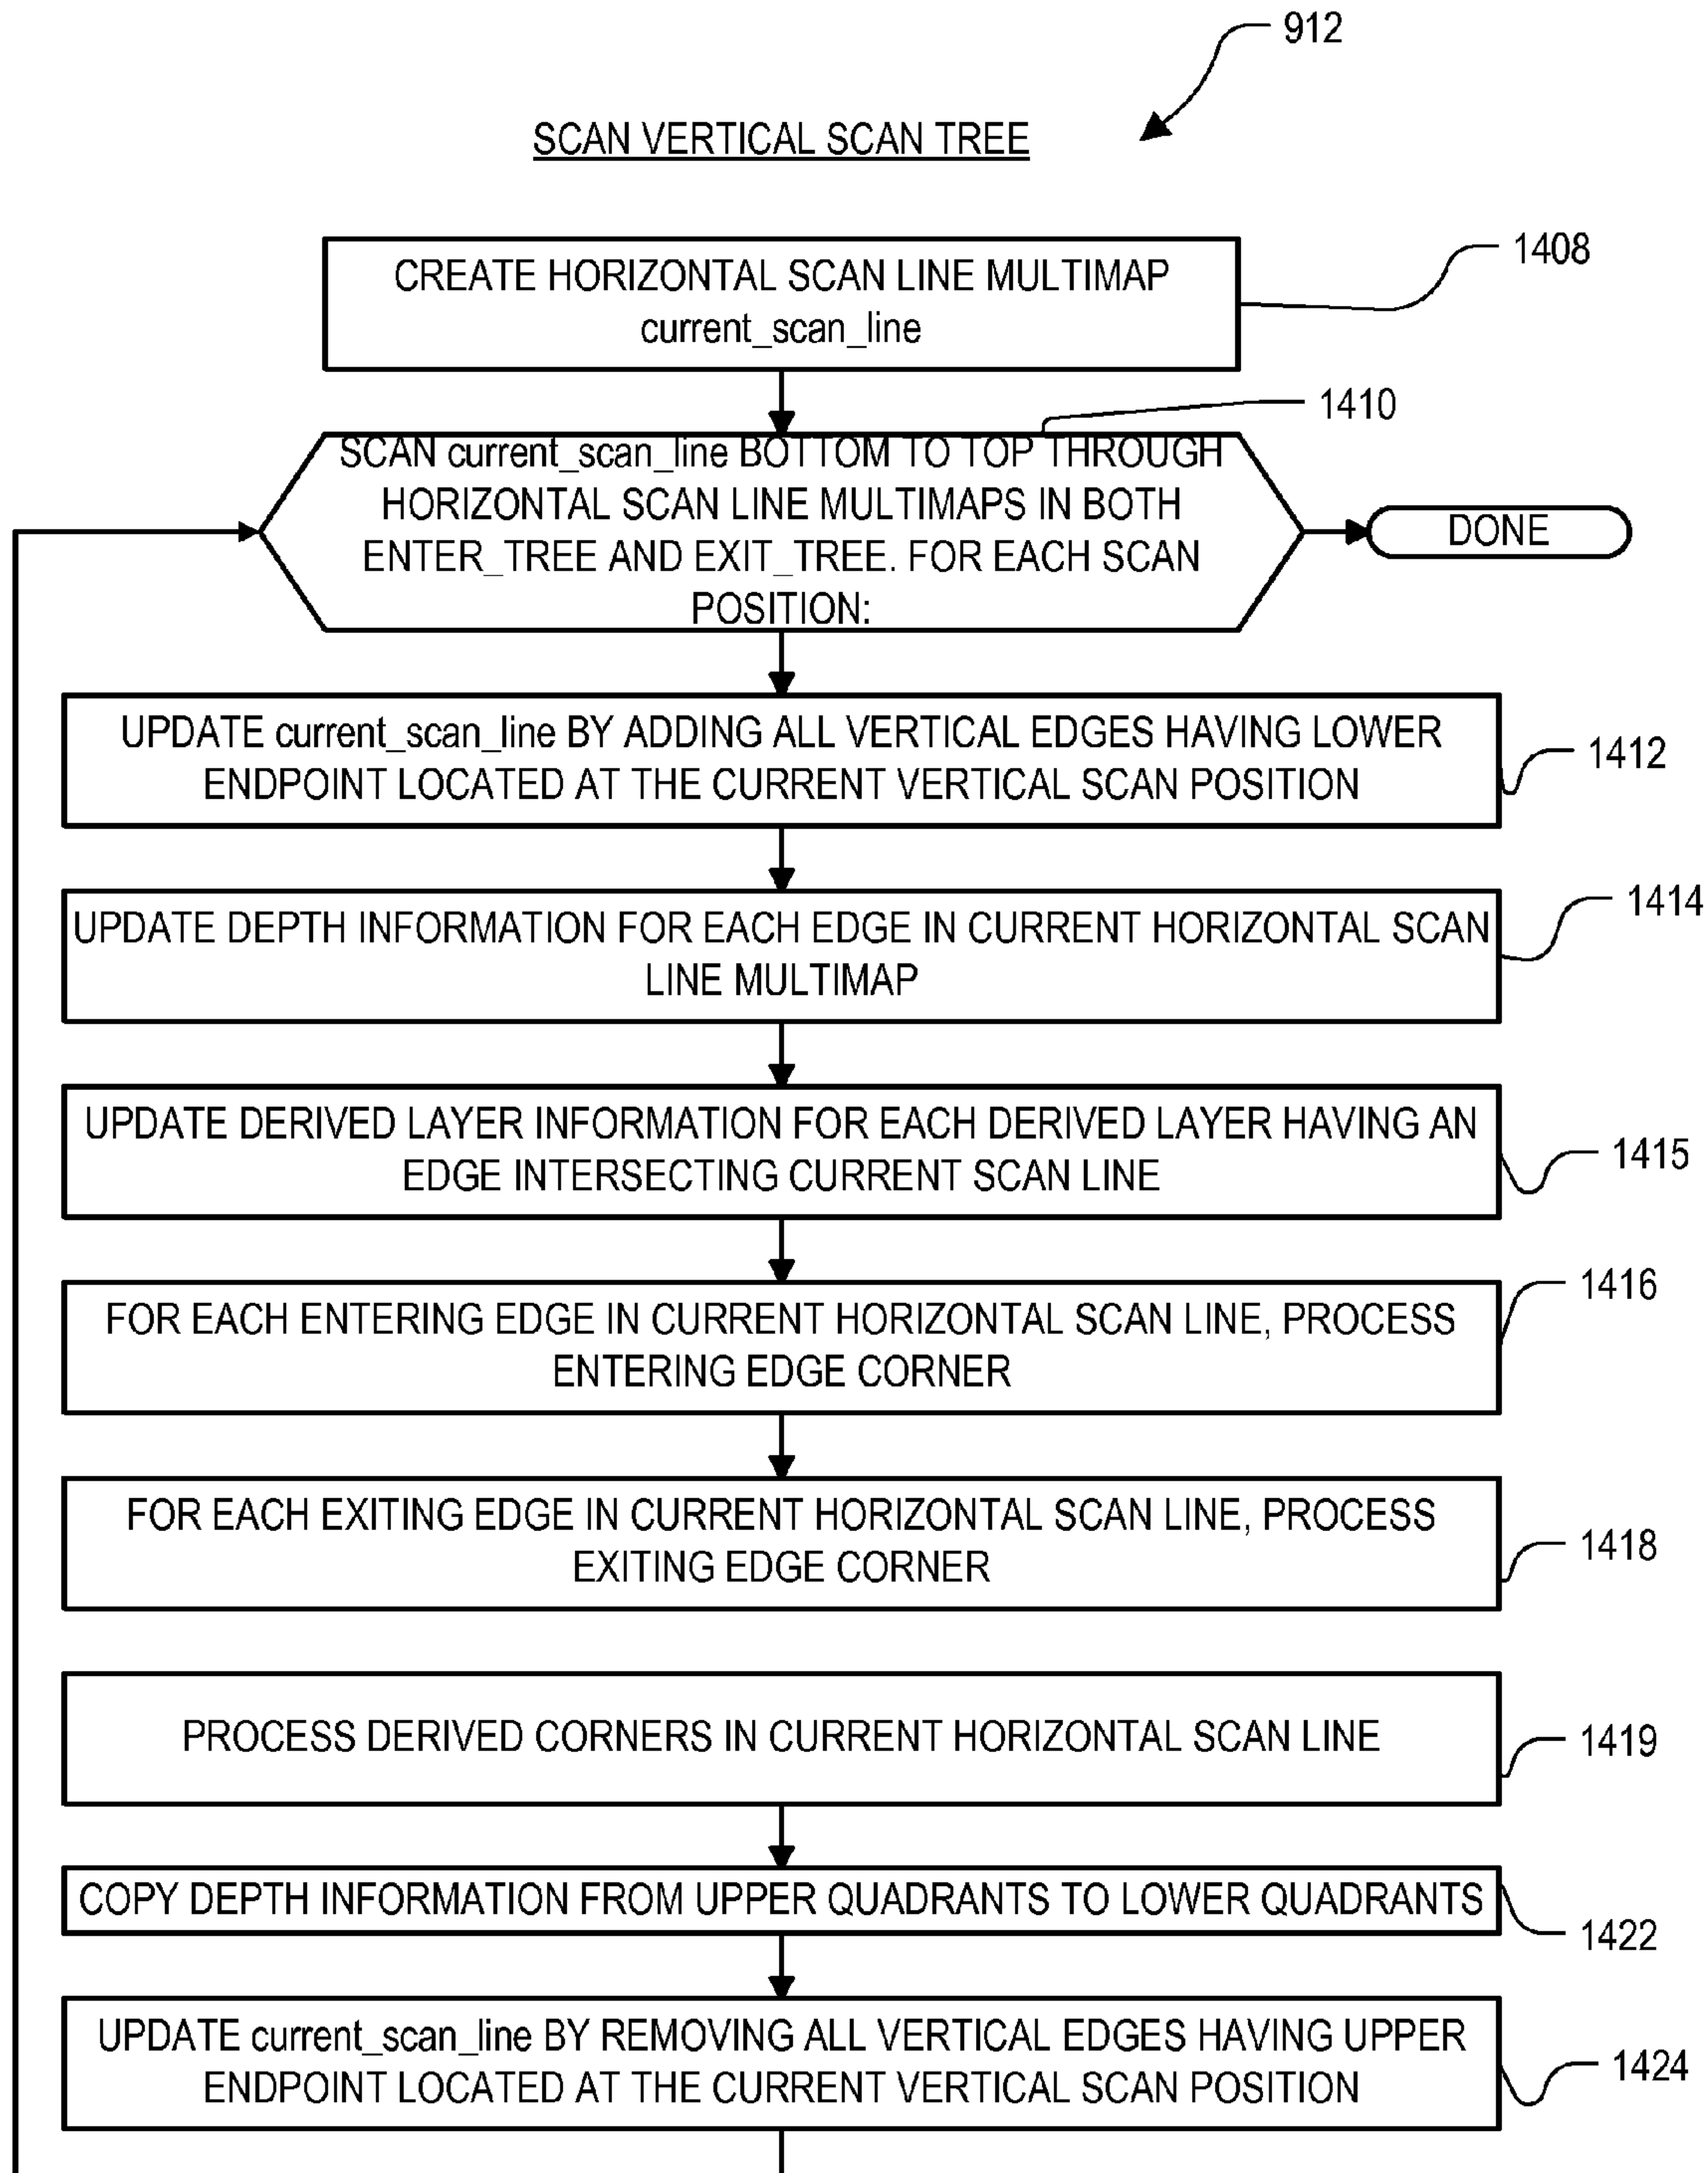 912
SCAN VERTICAL SCAN TREE
CREATE HORIZONTAL SCAN LINE MULTIMAP
current_scan_line
1408
1410
SCAN current_scan_line BOTTOM TO TOP THROUGH
HORIZONTAL SCAN LINE MULTIMAPS IN BOTH
ENTER_TREE AND EXIT_TREE. FOR EACH SCAN
POSITION:
DONE
UPDATE current_scan_line BY ADDING ALL VERTICAL EDGES HAVING LOWER
ENDPOINT LOCATED AT THE CURRENT VERTICAL SCAN POSITION
1412
UPDATE DEPTH INFORMATION FOR EACH EDGE IN CURRENT HORIZONTAL SCAN
LINE MULTIMAP
1414
UPDATE DERIVED LAYER INFORMATION FOR EACH DERIVED LAYER HAVING AN
EDGE INTERSECTING CURRENT SCAN LINE
1415
FOR EACH ENTERING EDGE IN CURRENT HORIZONTAL SCAN LINE, PROCESS
ENTERING EDGE CORNER
1416
FOR EACH EXITING EDGE IN CURRENT HORIZONTAL SCAN LINE, PROCESS
EXITING EDGE CORNER
1418
PROCESS DERIVED CORNERS IN CURRENT HORIZONTAL SCAN LINE
1419
COPY DEPTH INFORMATION FROM UPPER QUADRANTS TO LOWER QUADRANTS
1422
UPDATE current_scan_line BY REMOVING ALL VERTICAL EDGES HAVING UPPER
ENDPOINT LOCATED AT THE CURRENT VERTICAL SCAN POSITION
1424